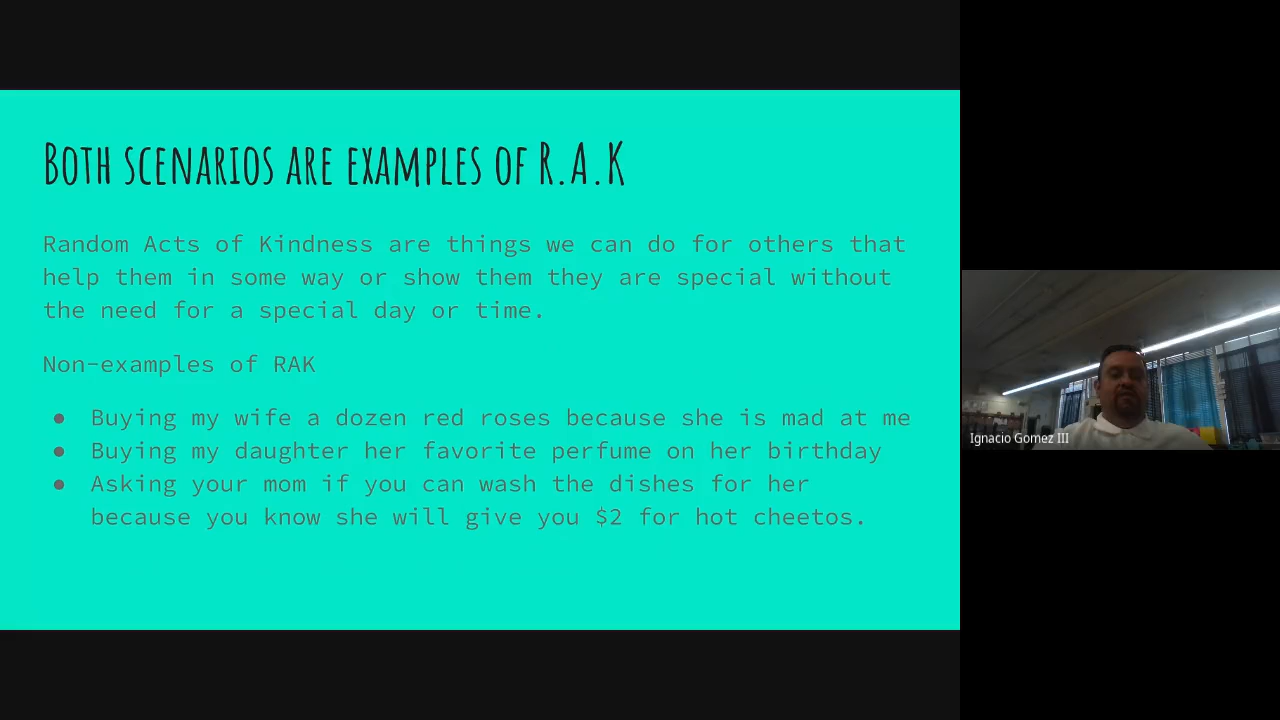 Both scenarios are examples of R.A.K
Random Acts of Kindness are things we can do for others that
help them in some way or show them they are special without
the need for a special day or time.
Non-examples of RAK
● Buying my wife a dozen red roses because she is mad at me
● Buying my daughter her favorite perfume on her birthday
● Asking your mom if you can wash the dishes for her
because you know she will give you $2 for hot cheetos.
Ignacio Gomez III